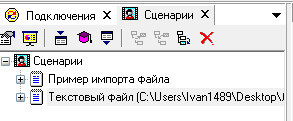 Подключения
Сценарии
Сценарии
Пример импорта файла
Текстовый файл (C:\Users\Ivan1489\Desktop\